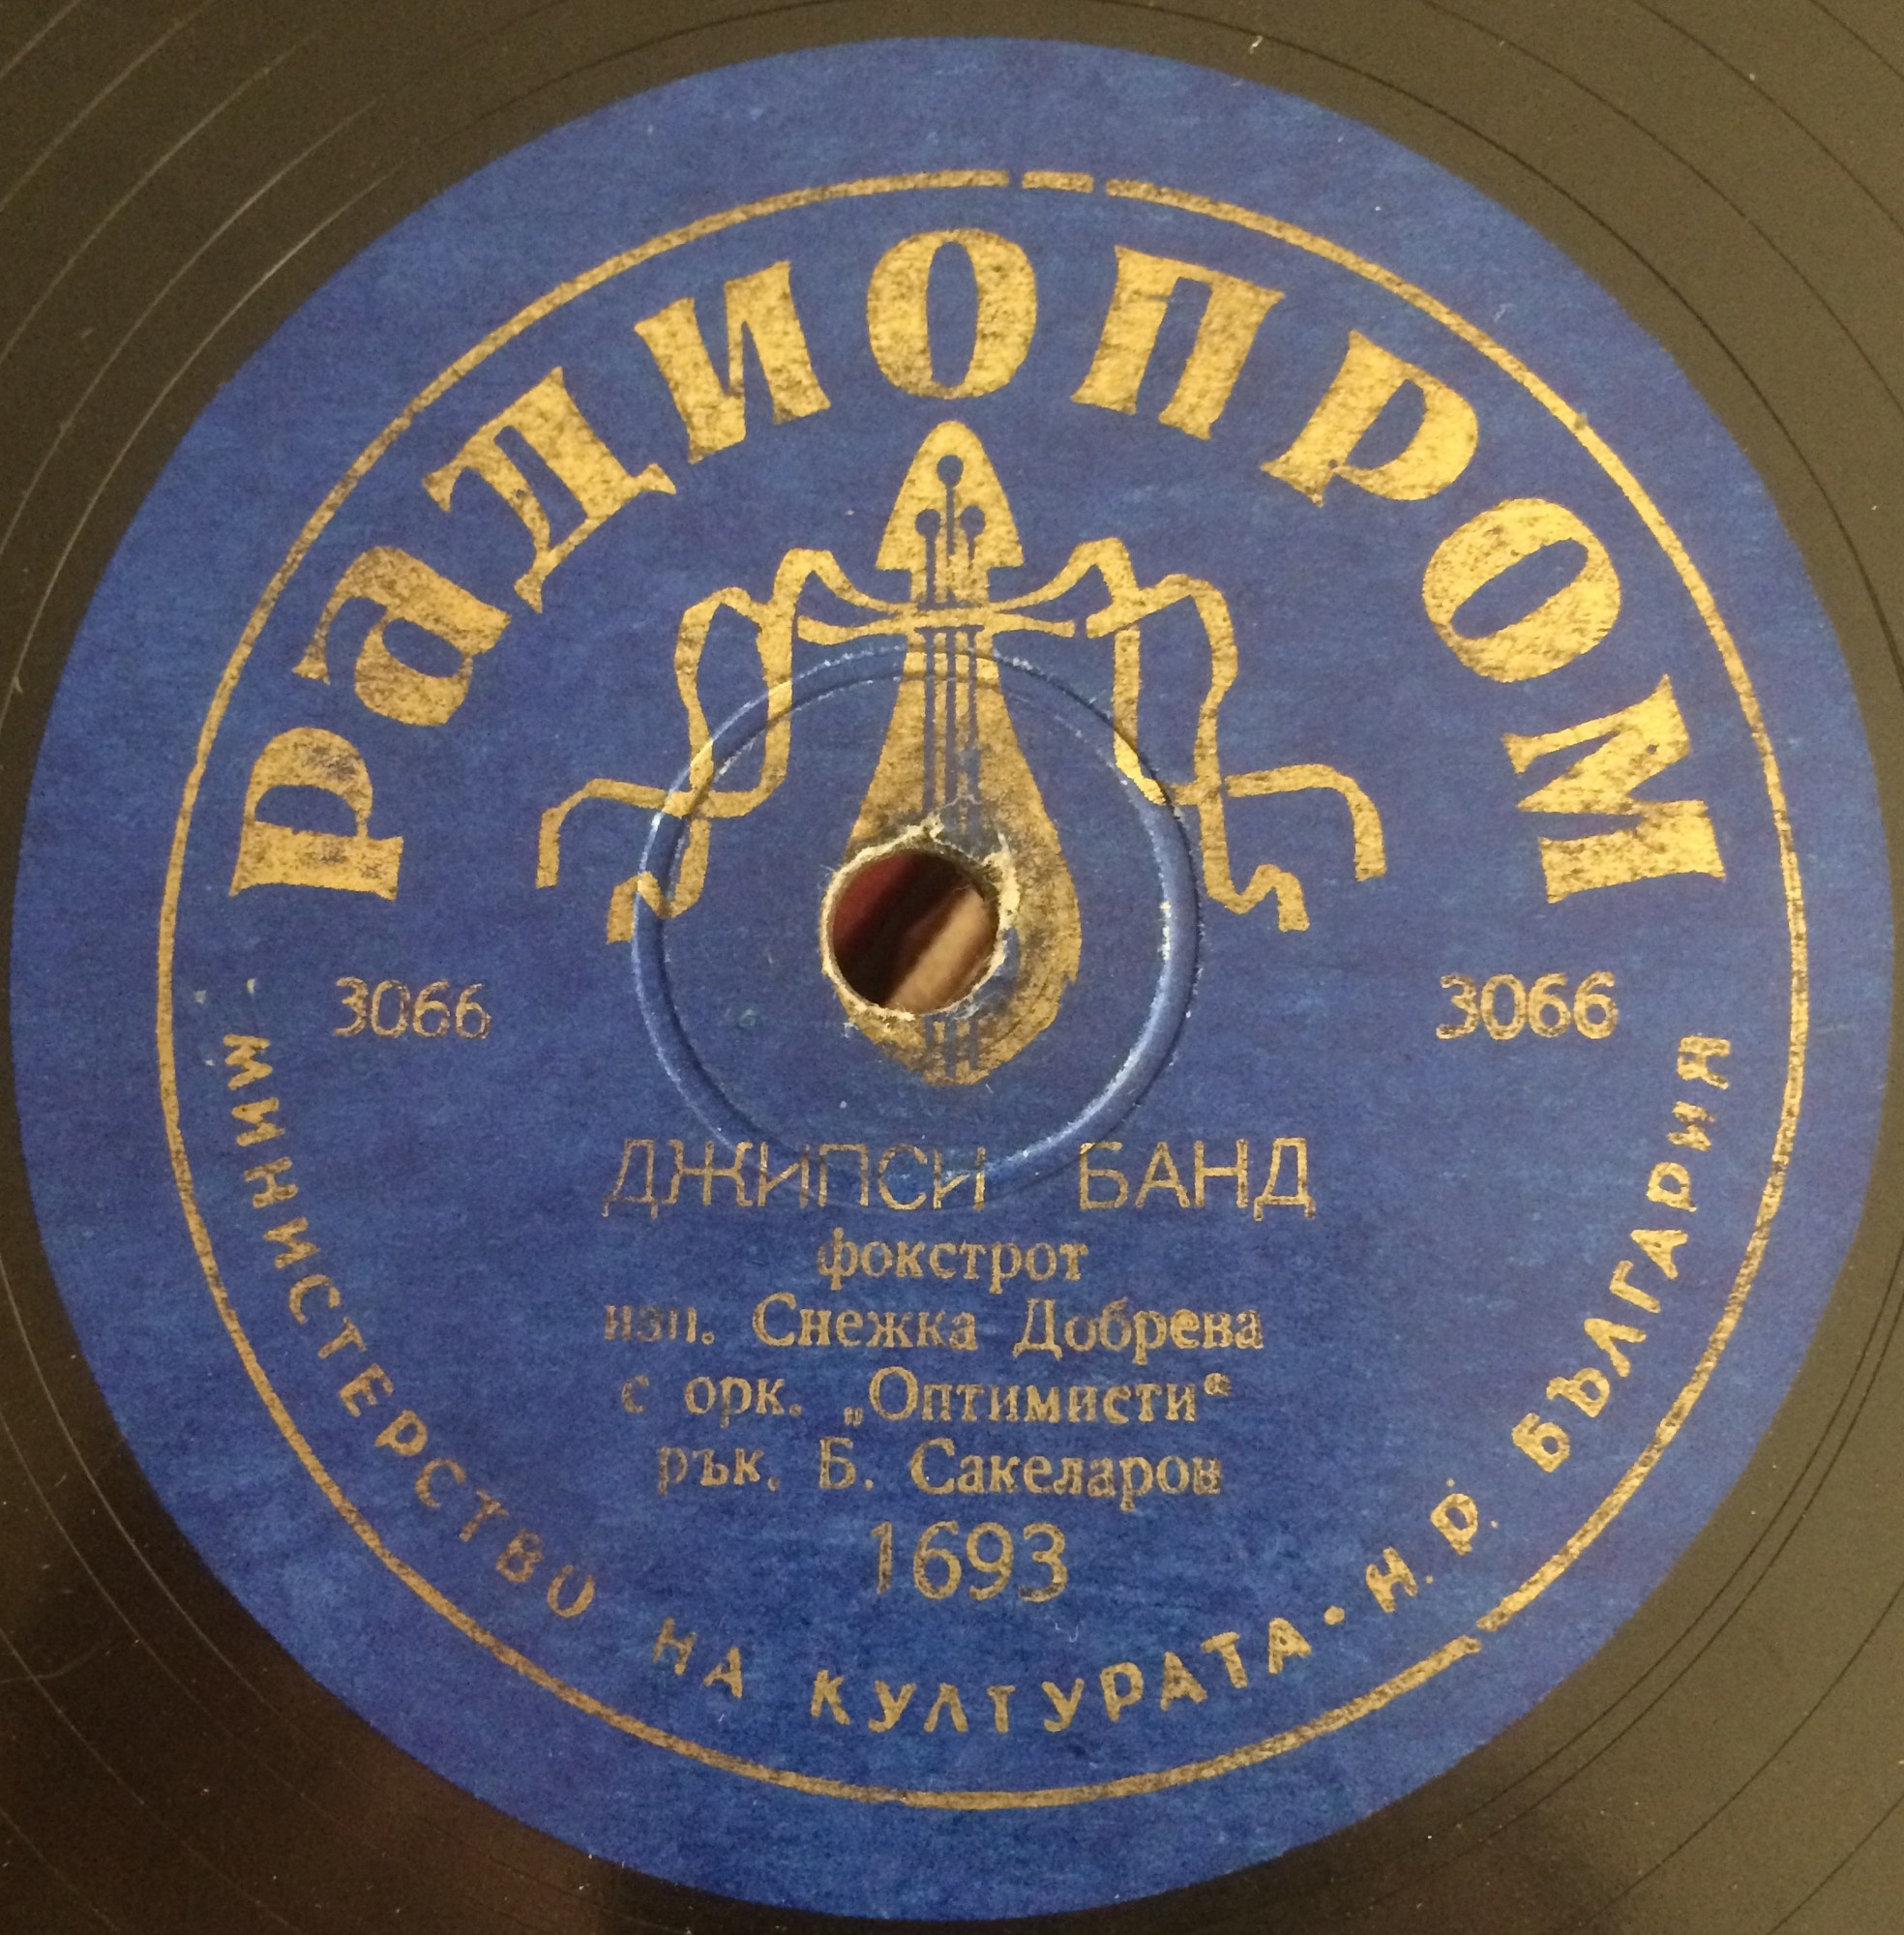 РАДИОПРОМ
3066 3066
ДЖИПСИ БАНД
фокстрот
изп. Снежка Добрева
с орк. „Оптимисти“
рък. Б. Сакеларов
1693
МИНИСТЕРСТВО НА КУЛТУРАТА • Н. Р. БЪЛГАРИЯ